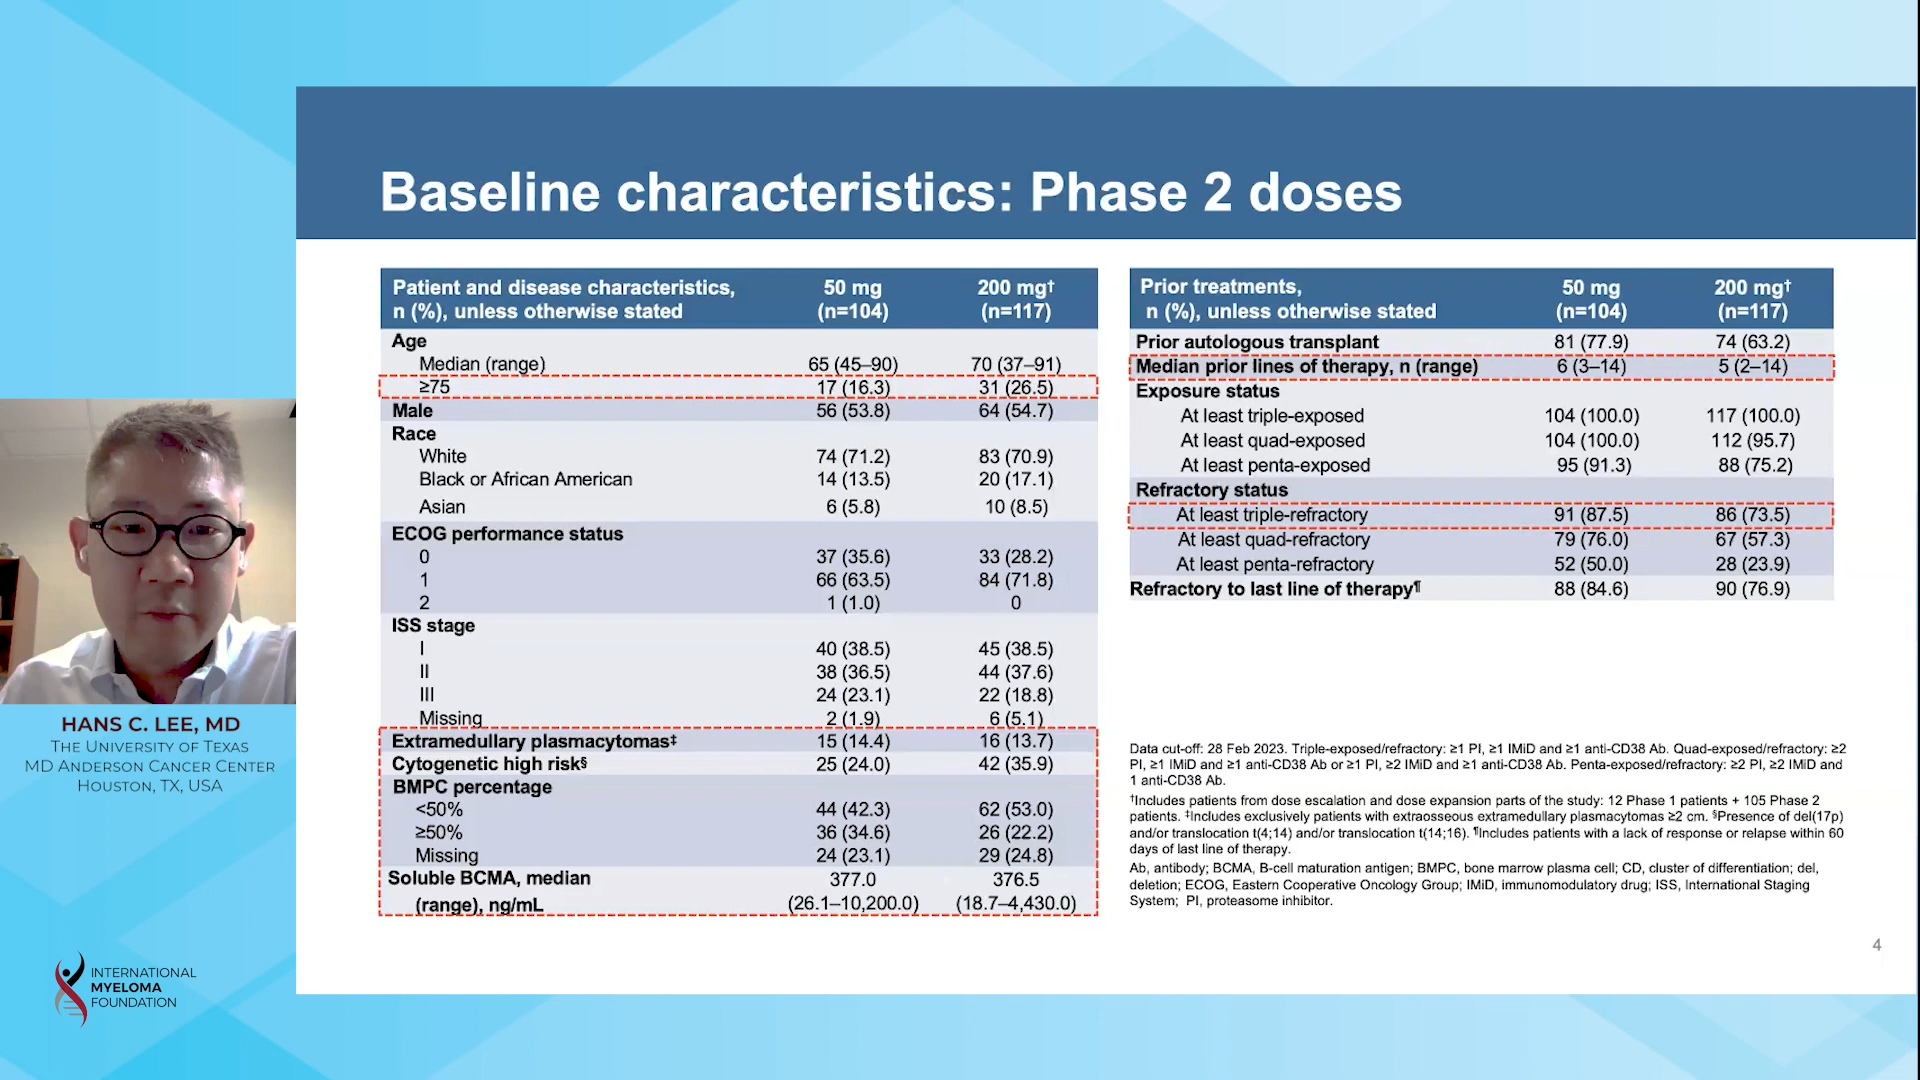 Baseline characteristics: Phase 2 doses
Patient and disease characteristics, n (%), unless otherwise stated 50 mg (n=104) 200 mg† (n=117)
Age
Median (range) 65 (45–90) 70 (37–91)
≥75 17 (16.3) 31 (26.5)
Male 56 (53.8) 64 (54.7)
Race
White 74 (71.2) 83 (70.9)
Black or African American 14 (13.5) 20 (17.1)
Asian 6 (5.8) 10 (8.5)
ECOG performance status
0 37 (35.6) 33 (28.2)
1 66 (63.5) 84 (71.8)
2 1 (1.0) 0
ISS stage
I 40 (38.5) 45 (38.5)
II 38 (36.5) 44 (37.6)
III 24 (23.1) 22 (18.8)
Missing 2 (1.9) 6 (5.1)
Extramedullary plasmacytomas‡ 15 (14.4) 16 (13.7)
Cytogenetic high risk§ 25 (24.0) 42 (35.9)
BMPC percentage
<50% 44 (42.3) 62 (53.0)
≥50% 36 (34.6) 26 (22.2)
Missing 24 (23.1) 29 (24.8)
Soluble BCMA, median 377.0 376.5
(range), ng/mL (26.1–10,200.0) (18.7–4,430.0)
Prior treatments, n (%), unless otherwise stated 50 mg (n=104) 200 mg† (n=117)
Prior autologous transplant 81 (77.9) 74 (63.2)
Median prior lines of therapy, n (range) 6 (3–14) 5 (2–14)
Exposure status
At least triple-exposed 104 (100.0) 117 (100.0)
At least quad-exposed 104 (100.0) 112 (95.7)
At least penta-exposed 95 (91.3) 88 (75.2)
Refractory status
At least triple-refractory 91 (87.5) 86 (73.5)
At least quad-refractory 79 (76.0) 67 (57.3)
At least penta-refractory 52 (50.0) 28 (23.9)
Refractory to last line of therapy¶ 88 (84.6) 90 (76.9)
Data cut-off: 28 Feb 2023. Triple-exposed/refractory: ≥1 PI, ≥1 IMiD and ≥1 anti-CD38 Ab. Quad-exposed/refractory: ≥2
PI, ≥1 IMiD and ≥1 anti-CD38 Ab or ≥1 PI, ≥2 IMiD and ≥1 anti-CD38 Ab. Penta-exposed/refractory: ≥2 PI, ≥2 IMiD and
1 anti-CD38 Ab.
†Includes patients from dose escalation and dose expansion parts of the study: 12 Phase 1 patients + 105 Phase 2
patients. ‡Includes exclusively patients with extraosseous extramedullary plasmacytomas ≥2 cm. §Presence of del(17p)
and/or translocation t(4;14) and/or translocation t(14;16). ¶Includes patients with a lack of response or relapse within 60
days of last line of therapy.
Ab, antibody; BCMA, B-cell maturation antigen; BMPC, bone marrow plasma cell; CD, cluster of differentiation; del,
deletion; ECOG, Eastern Cooperative Oncology Group; IMiD, immunomodulatory drug; ISS, International Staging
System; PI, proteasome inhibitor.
4
HANS C. LEE, MD
THE UNIVERSITY OF TEXAS
MD ANDERSON CANCER CENTER
HOUSTON, TX, USA
INTERNATIONAL
MYELOMA
FOUNDATION